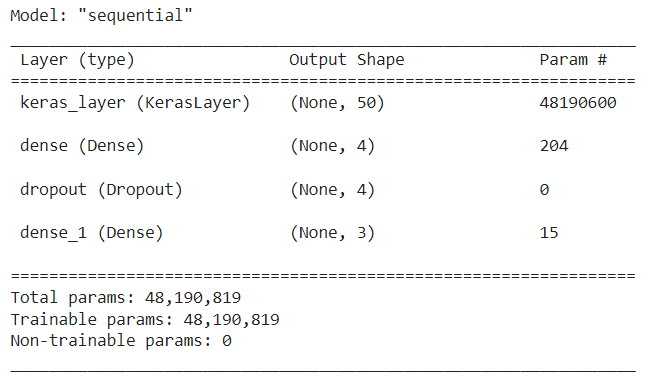 Model: "sequential"
_________________________________________________________________
Layer (type) Output Shape Param #
=================================================================
keras_layer (KerasLayer) (None, 50) 48190600
dense (Dense) (None, 4) 204
dropout (Dropout) (None, 4) 0
dense_1 (Dense) (None, 3) 15
=================================================================
Total params: 48,190,819
Trainable params: 48,190,819
Non-trainable params: 0
_________________________________________________________________